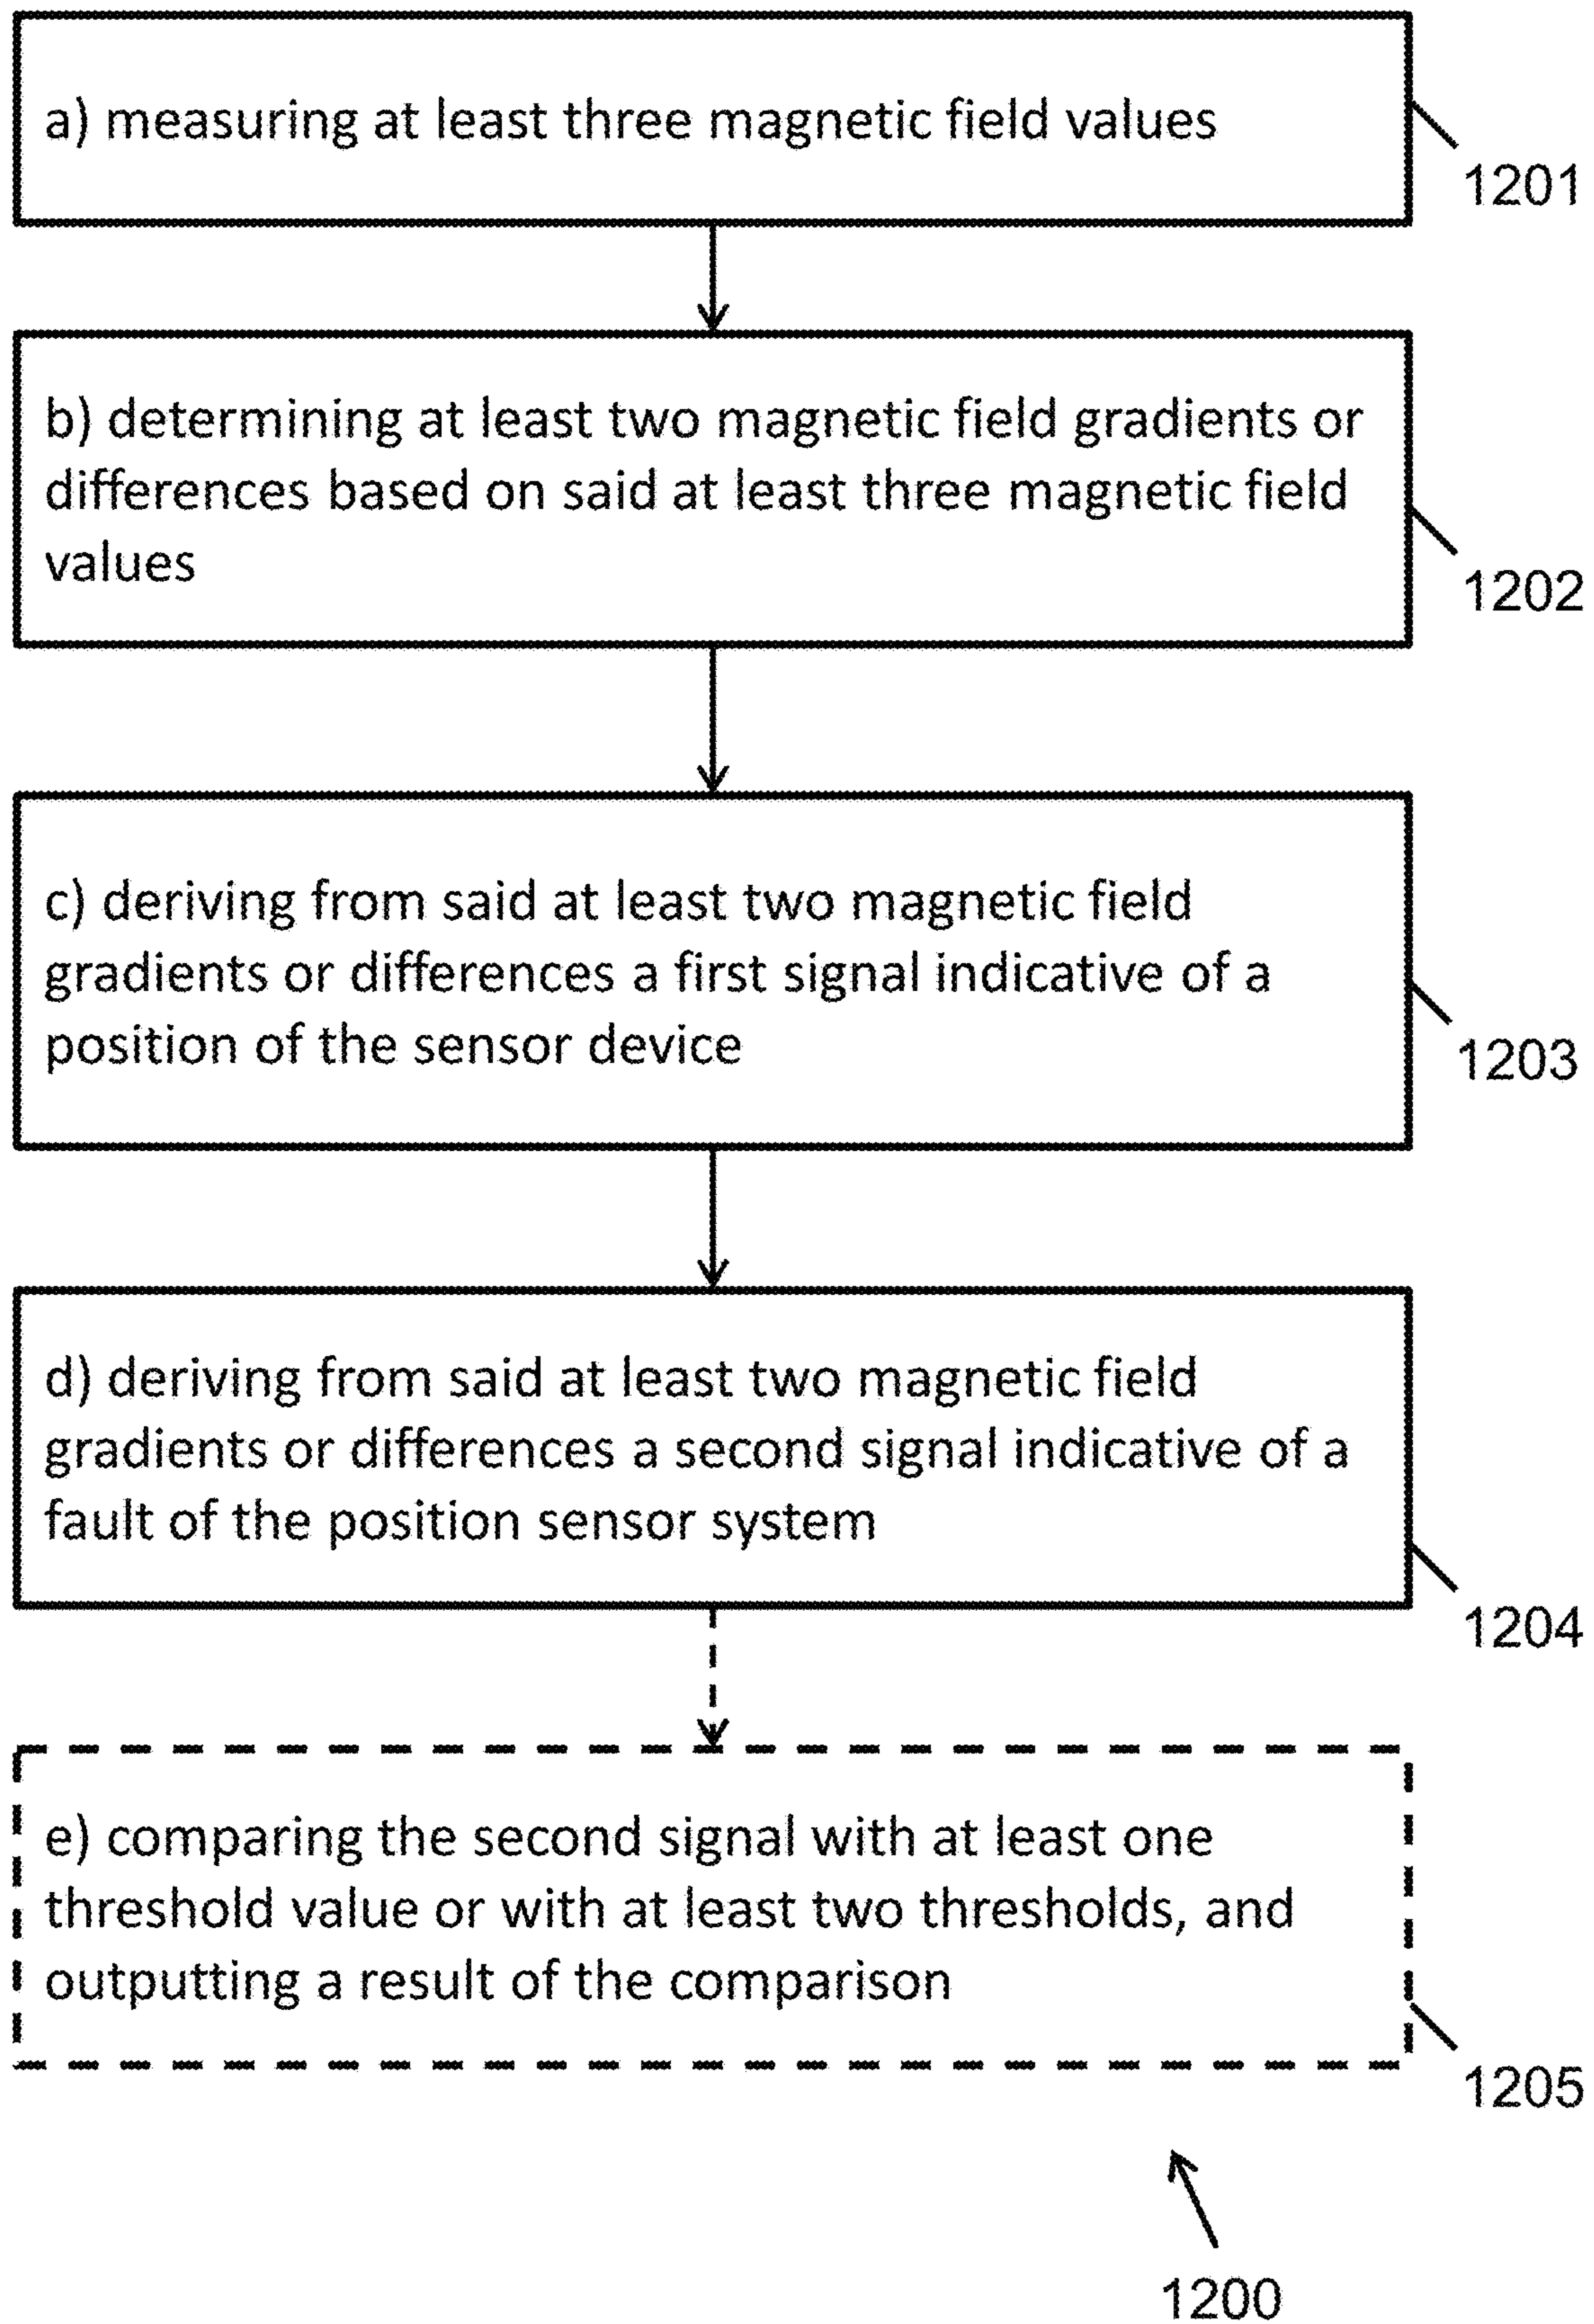 a) measuring at least three magnetic field values
1201
b) determining at least two magnetic field gradients or
differences based on said at least three magnetic field
values
1202
c) deriving from said at least two magnetic field
gradients or differences a first signal indicative of a
position of the sensor device
1203
d) deriving from said at least two magnetic field
gradients or differences a second signal indicative of a
fault of the position sensor system
1204
e) comparing the second signal with at least one
threshold value or with at least two thresholds, and
outputting a result of the comparison
1205
1200